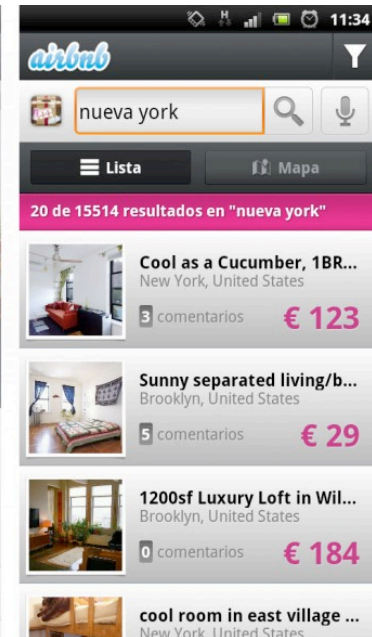 H 11:34
airbnb
nueva york
Lista Mapa
20 de 15514 resultados en "nueva york"
Cool as a Cucumber, 1BR...
New York, United States
3 comentarios € 123
Sunny separated living/b...
Brooklyn, United States
5 comentarios € 29
1200sf Luxury Loft in Wil...
Brooklyn, United States
0 comentarios € 184
cool room in east village ...
New York, United States